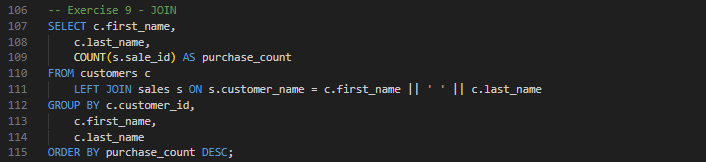 106 -- Exercise 9 - JOIN
107 SELECT c.first_name,
108     c.last_name,
109     COUNT(s.sale_id) AS purchase_count
110 FROM customers c
111     LEFT JOIN sales s ON s.customer_name = c.first_name || ' ' || c.last_name
112 GROUP BY c.customer_id,
113     c.first_name,
114     c.last_name
115 ORDER BY purchase_count DESC;